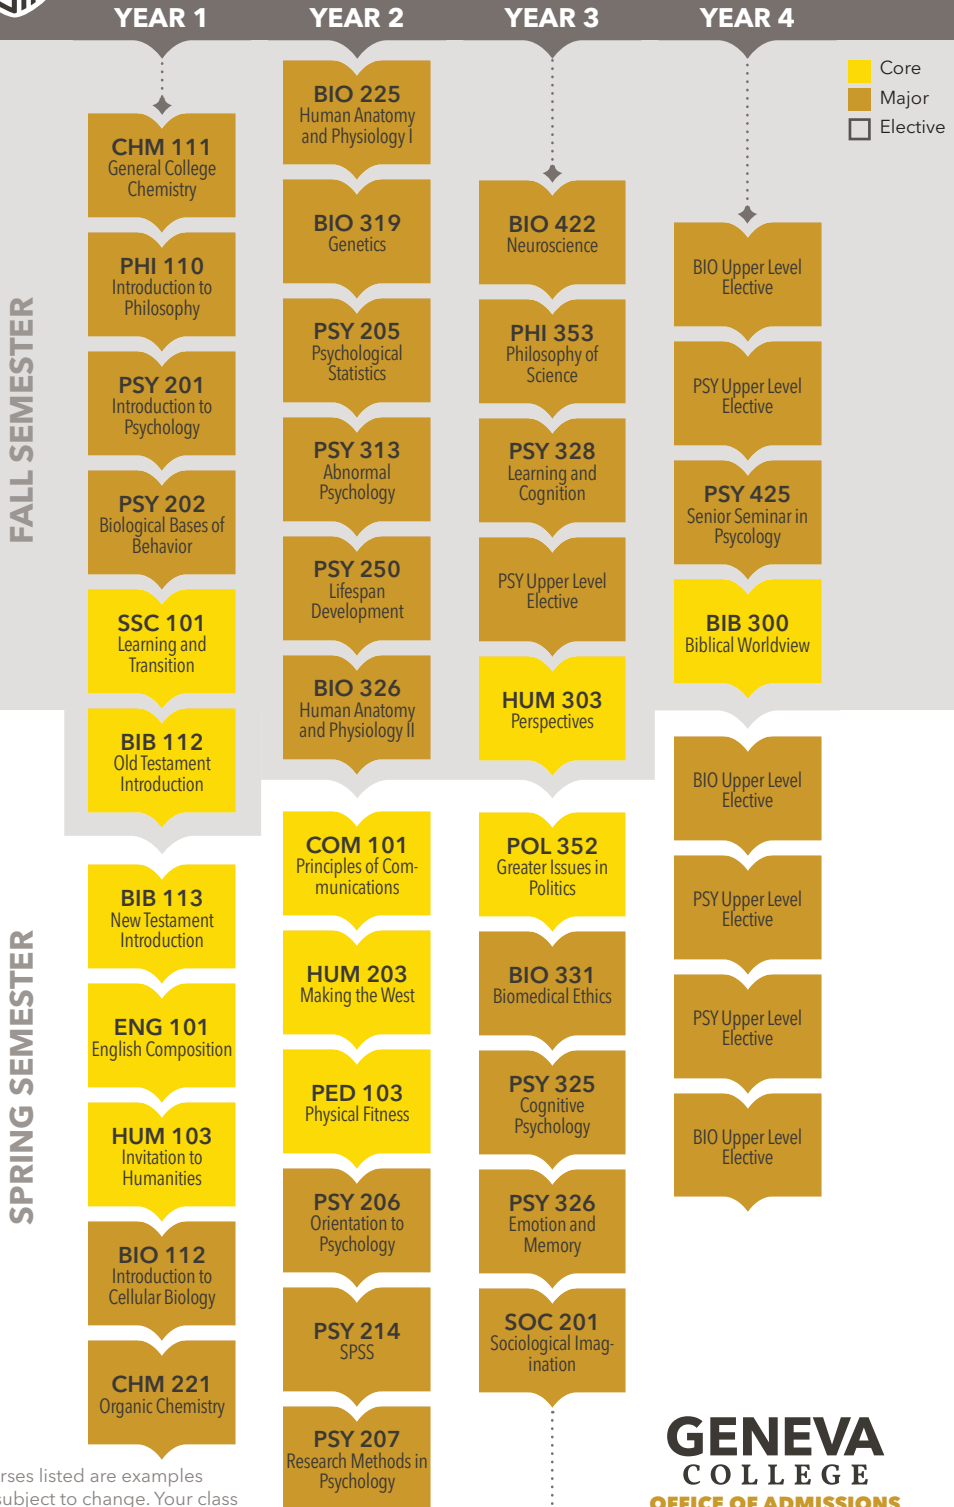 YEAR 1
YEAR 2
YEAR 3
YEAR 4
Core
Major
Elective
FALL SEMESTER
CHM 111
General College
Chemistry
PHI 110
Introduction to
Philosophy
PSY 201
Introduction to
Psychology
PSY 202
Biological Bases of
Behavior
SSC 101
Learning and
Transition
BIB 112
Old Testament
Introduction
BIO 225
Human Anatomy
and Physiology I
BIO 319
Genetics
PSY 205
Psychological
Statistics
PSY 313
Abnormal
Psychology
PSY 250
Lifespan
Development
BIO 326
Human Anatomy
and Physiology II
BIO 422
Neuroscience
PHI 353
Philosophy of
Science
PSY 328
Learning and
Cognition
PSY Upper Level
Elective
HUM 303
Perspectives
BIO Upper Level
Elective
PSY Upper Level
Elective
PSY 425
Senior Seminar in
Psycology
BIB 300
Biblical Worldview
SPRING SEMESTER
BIB 113
New Testament
Introduction
ENG 101
English Composition
HUM 103
Invitation to
Humanities
BIO 112
Introduction to
Cellular Biology
CHM 221
Organic Chemistry
COM 101
Principles of Com-
munications
HUM 203
Making the West
PED 103
Physical Fitness
PSY 206
Orientation to
Psychology
PSY 214
SPSS
PSY 207
Research Methods in
Psychology
POL 352
Greater Issues in
Politics
BIO 331
Biomedical Ethics
PSY 325
Cognitive
Psychology
PSY 326
Emotion and
Memory
SOC 201
Sociological Imag-
ination
BIO Upper Level
Elective
PSY Upper Level
Elective
PSY Upper Level
Elective
BIO Upper Level
Elective
rses listed are examples
subject to change. Your class
GENEVA
COLLEGE
OFFICE OF ADMISSIONS